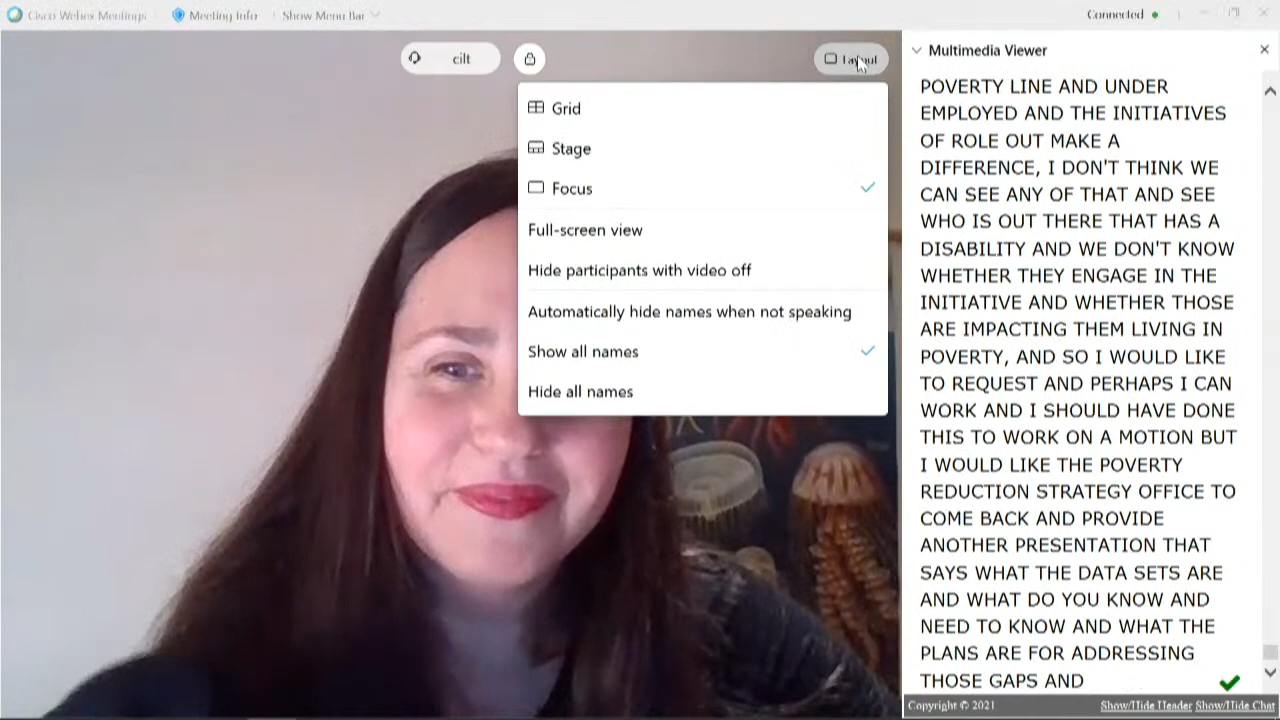 Cisco Webex Meetings
Meeting Info
Show Menu Bar
Connected
cilt
Layout
Grid
Stage
Focus
Full-screen view
Hide participants with video off
Automatically hide names when not speaking
Show all names
Hide all names
Multimedia Viewer
POVERTY LINE AND UNDER
EMPLOYED AND THE INITIATIVES
OF ROLE OUT MAKE A
DIFFERENCE, I DON'T THINK WE
CAN SEE ANY OF THAT AND SEE
WHO IS OUT THERE THAT HAS A
DISABILITY AND WE DON'T KNOW
WHETHER THEY ENGAGE IN THE
INITIATIVE AND WHETHER THOSE
ARE IMPACTING THEM LIVING IN
POVERTY, AND SO I WOULD LIKE
TO REQUEST AND PERHAPS I CAN
WORK AND I SHOULD HAVE DONE
THIS TO WORK ON A MOTION BUT
I WOULD LIKE THE POVERTY
REDUCTION STRATEGY OFFICE TO
COME BACK AND PROVIDE
ANOTHER PRESENTATION THAT
SAYS WHAT THE DATA SETS ARE
AND WHAT DO YOU KNOW AND
NEED TO KNOW AND WHAT THE
PLANS ARE FOR ADDRESSING
THOSE GAPS AND
Copyright © 2021
Show/Hide Header Show/Hide Chat